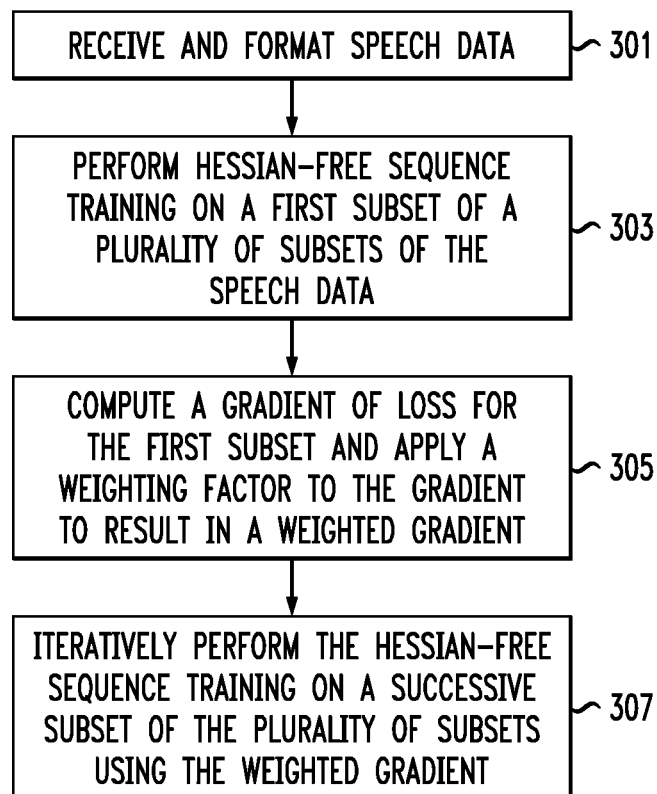 RECEIVE AND FORMAT SPEECH DATA 301
PERFORM HESSIAN-FREE SEQUENCE
TRAINING ON A FIRST SUBSET OF A
PLURALITY OF SUBSETS OF THE
SPEECH DATA
303
COMPUTE A GRADIENT OF LOSS FOR
THE FIRST SUBSET AND APPLY A
WEIGHTING FACTOR TO THE GRADIENT
TO RESULT IN A WEIGHTED GRADIENT
305
ITERATIVELY PERFORM THE HESSIAN-FREE
SEQUENCE TRAINING ON A SUCCESSIVE
SUBSET OF THE PLURALITY OF SUBSETS
USING THE WEIGHTED GRADIENT
307